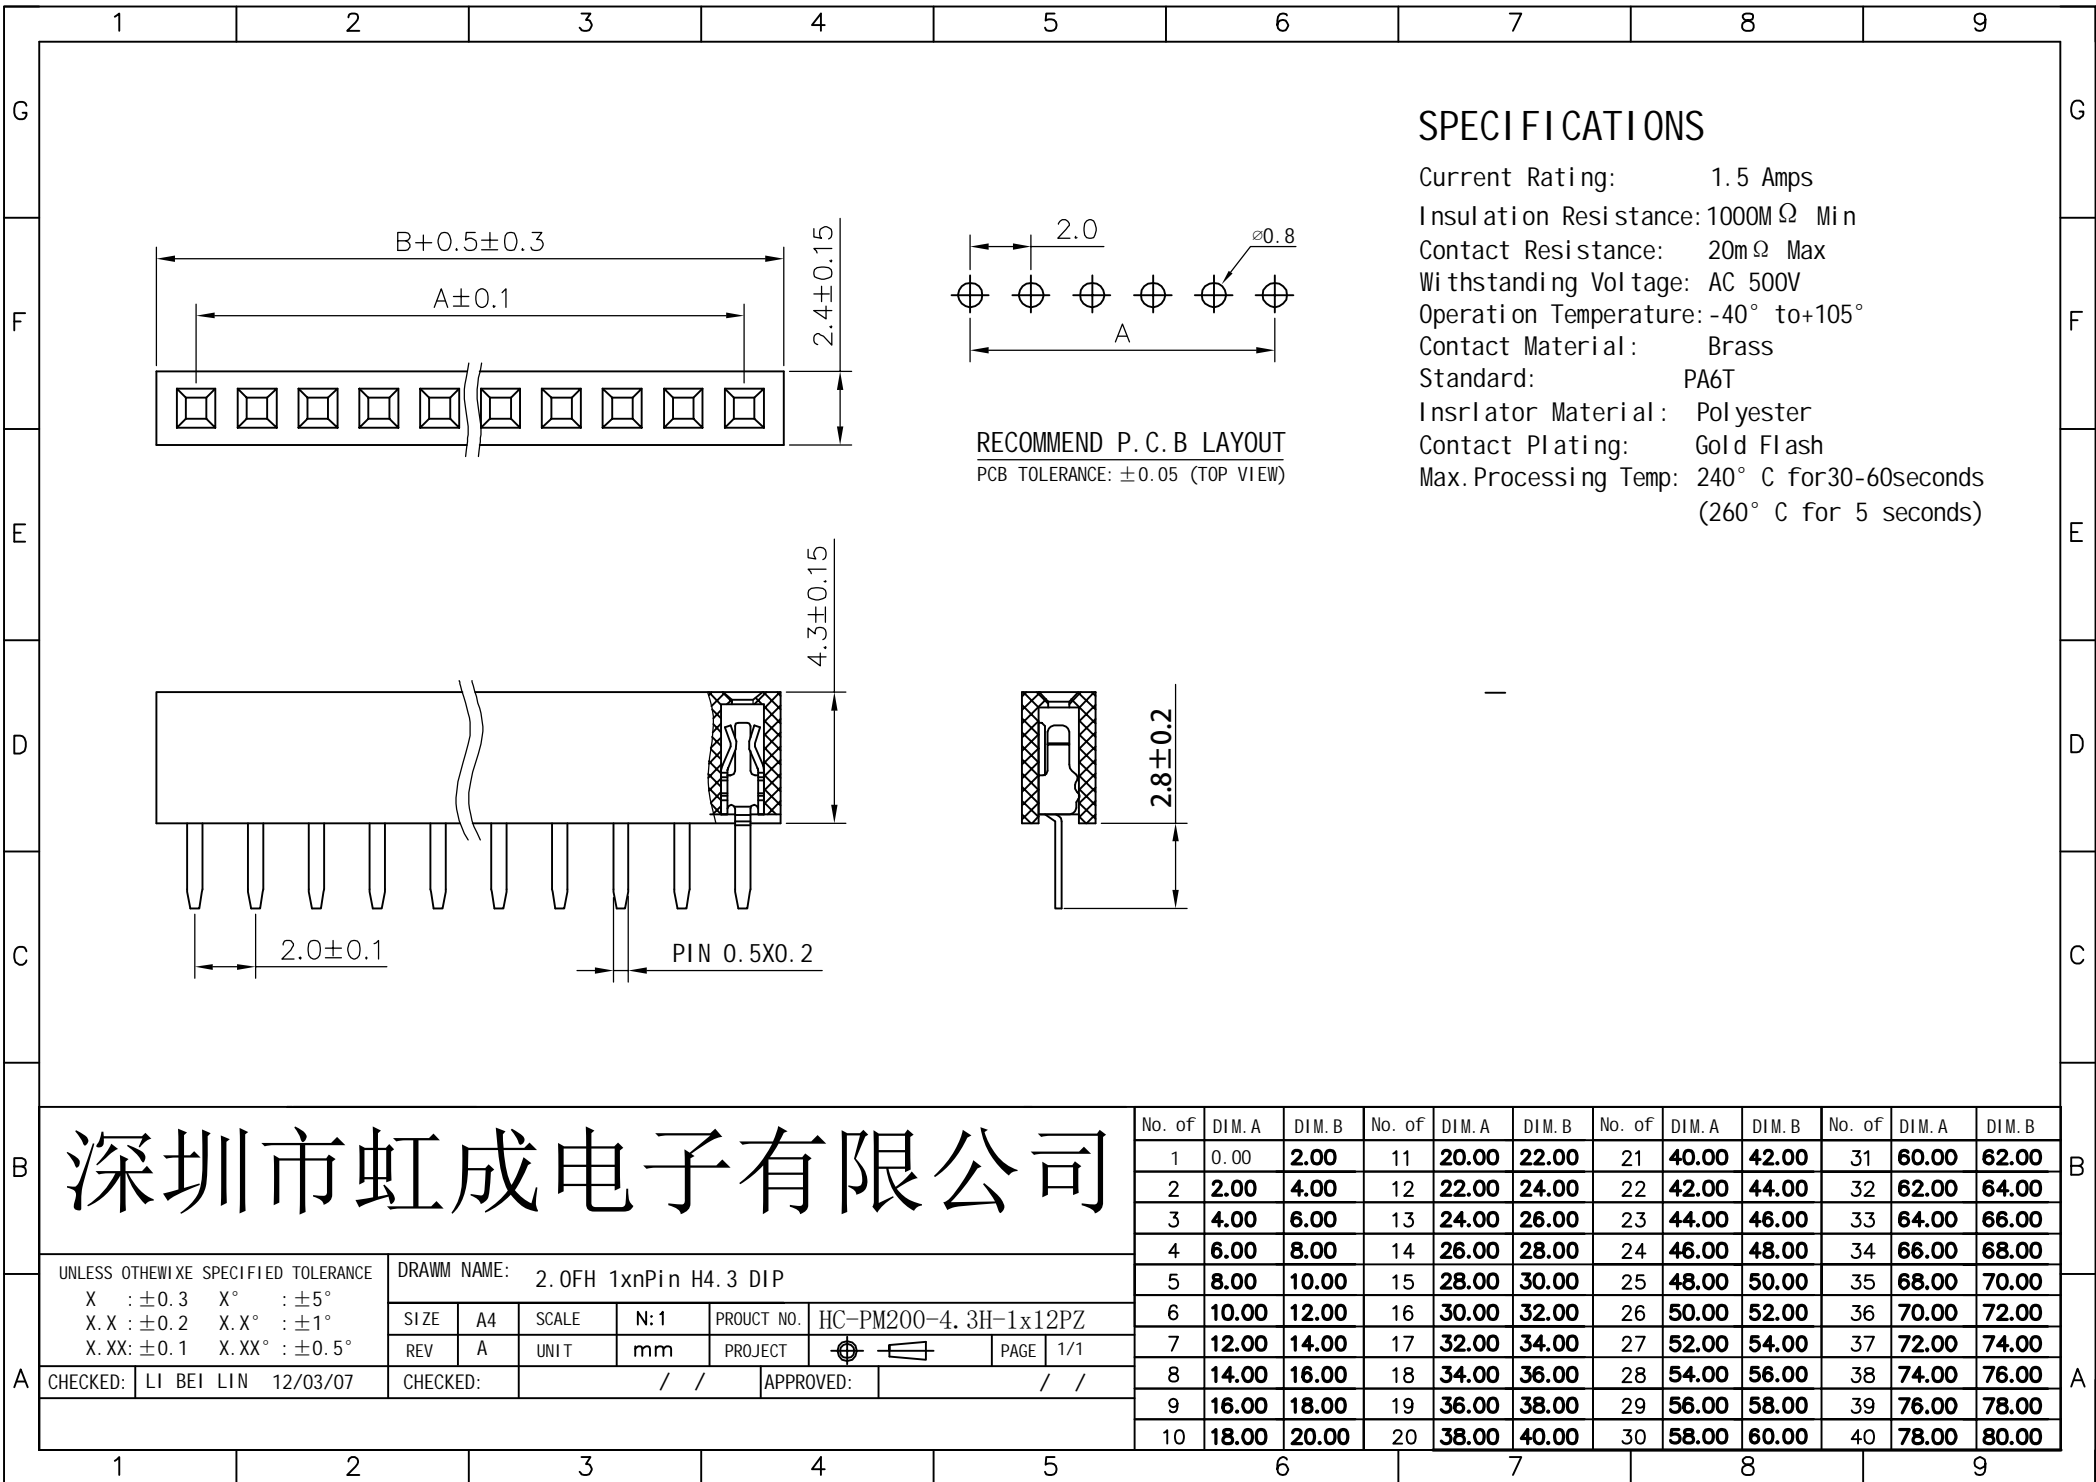 1 2 3 4 5 6 7 8 9
G G
F F
E E
D D
C C
B B
A A
1 2 3 4 5 6 7 8 9
B+0.5±0.3
A±0.1
2.4±0.15
2.0
⌀0.8
A
RECOMMEND P.C.B LAYOUT
PCB TOLERANCE: ±0.05 (TOP VIEW)
SPECIFICATIONS
Current Rating: 1.5 Amps
Insulation Resistance: 1000MΩ Min
Contact Resistance: 20mΩ Max
Withstanding Voltage: AC 500V
Operation Temperature: -40° to+105°
Contact Material: Brass
Standard: PA6T
Insrlator Material: Polyester
Contact Plating: Gold Flash
Max.Processing Temp: 240° C for30-60seconds
(260° C for 5 seconds)
4.3±0.15
2.8±0.2
2.0±0.1
PIN 0.5X0.2
深圳市虹成电子有限公司
UNLESS OTHEWIXE SPECIFIED TOLERANCE
X :±0.3 X° :±5°
X.X :±0.2 X.X° :±1°
X.XX:±0.1 X.XX° :±0.5°
DRAWM NAME: 2.0FH 1xnPin H4.3 DIP
SIZE A4 SCALE N:1 PROUCT NO. HC-PM200-4.3H-1x12PZ
REV A UNIT mm PROJECT PAGE 1/1
CHECKED: LI BEI LIN 12/03/07 CHECKED: / / APPROVED: / /
No. of DIM.A DIM.B No. of DIM.A DIM.B No. of DIM.A DIM.B No. of DIM.A DIM.B
1 0.00 2.00 11 20.00 22.00 21 40.00 42.00 31 60.00 62.00
2 2.00 4.00 12 22.00 24.00 22 42.00 44.00 32 62.00 64.00
3 4.00 6.00 13 24.00 26.00 23 44.00 46.00 33 64.00 66.00
4 6.00 8.00 14 26.00 28.00 24 46.00 48.00 34 66.00 68.00
5 8.00 10.00 15 28.00 30.00 25 48.00 50.00 35 68.00 70.00
6 10.00 12.00 16 30.00 32.00 26 50.00 52.00 36 70.00 72.00
7 12.00 14.00 17 32.00 34.00 27 52.00 54.00 37 72.00 74.00
8 14.00 16.00 18 34.00 36.00 28 54.00 56.00 38 74.00 76.00
9 16.00 18.00 19 36.00 38.00 29 56.00 58.00 39 76.00 78.00
10 18.00 20.00 20 38.00 40.00 30 58.00 60.00 40 78.00 80.00